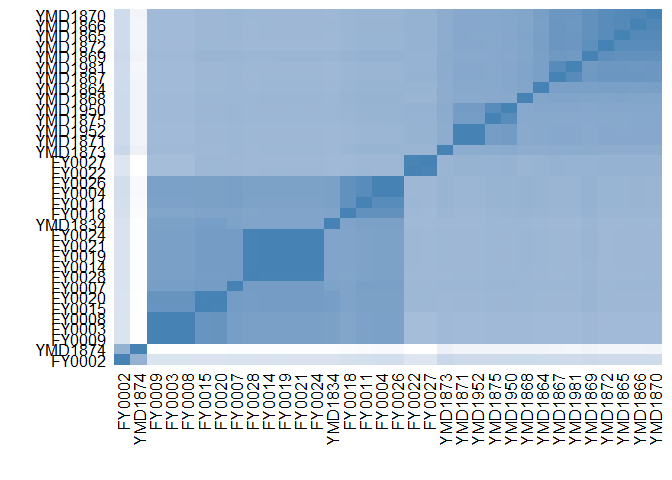 YMD1870
YMD1866
YMD1865
YMD1872
YMD1869
YMD1981
YMD1867
YMD1864
YMD1868
YMD1950
YMD1875
YMD1952
YMD1871
YMD1873
FY0027
FY0022
FY0026
FY0004
FY0011
FY0018
YMD1834
FY0024
FY0021
FY0019
FY0014
FY0028
FY0007
FY0020
FY0015
FY0008
FY0003
FY0009
YMD1874
FY0002
FY0002
YMD1874
FY0009
FY0003
FY0008
FY0015
FY0020
FY0007
FY0028
FY0014
FY0019
FY0021
FY0024
YMD1834
FY0018
FY0011
FY0004
FY0026
FY0022
FY0027
YMD1873
YMD1871
YMD1952
YMD1875
YMD1950
YMD1868
YMD1864
YMD1867
YMD1981
YMD1869
YMD1872
YMD1865
YMD1866
YMD1870